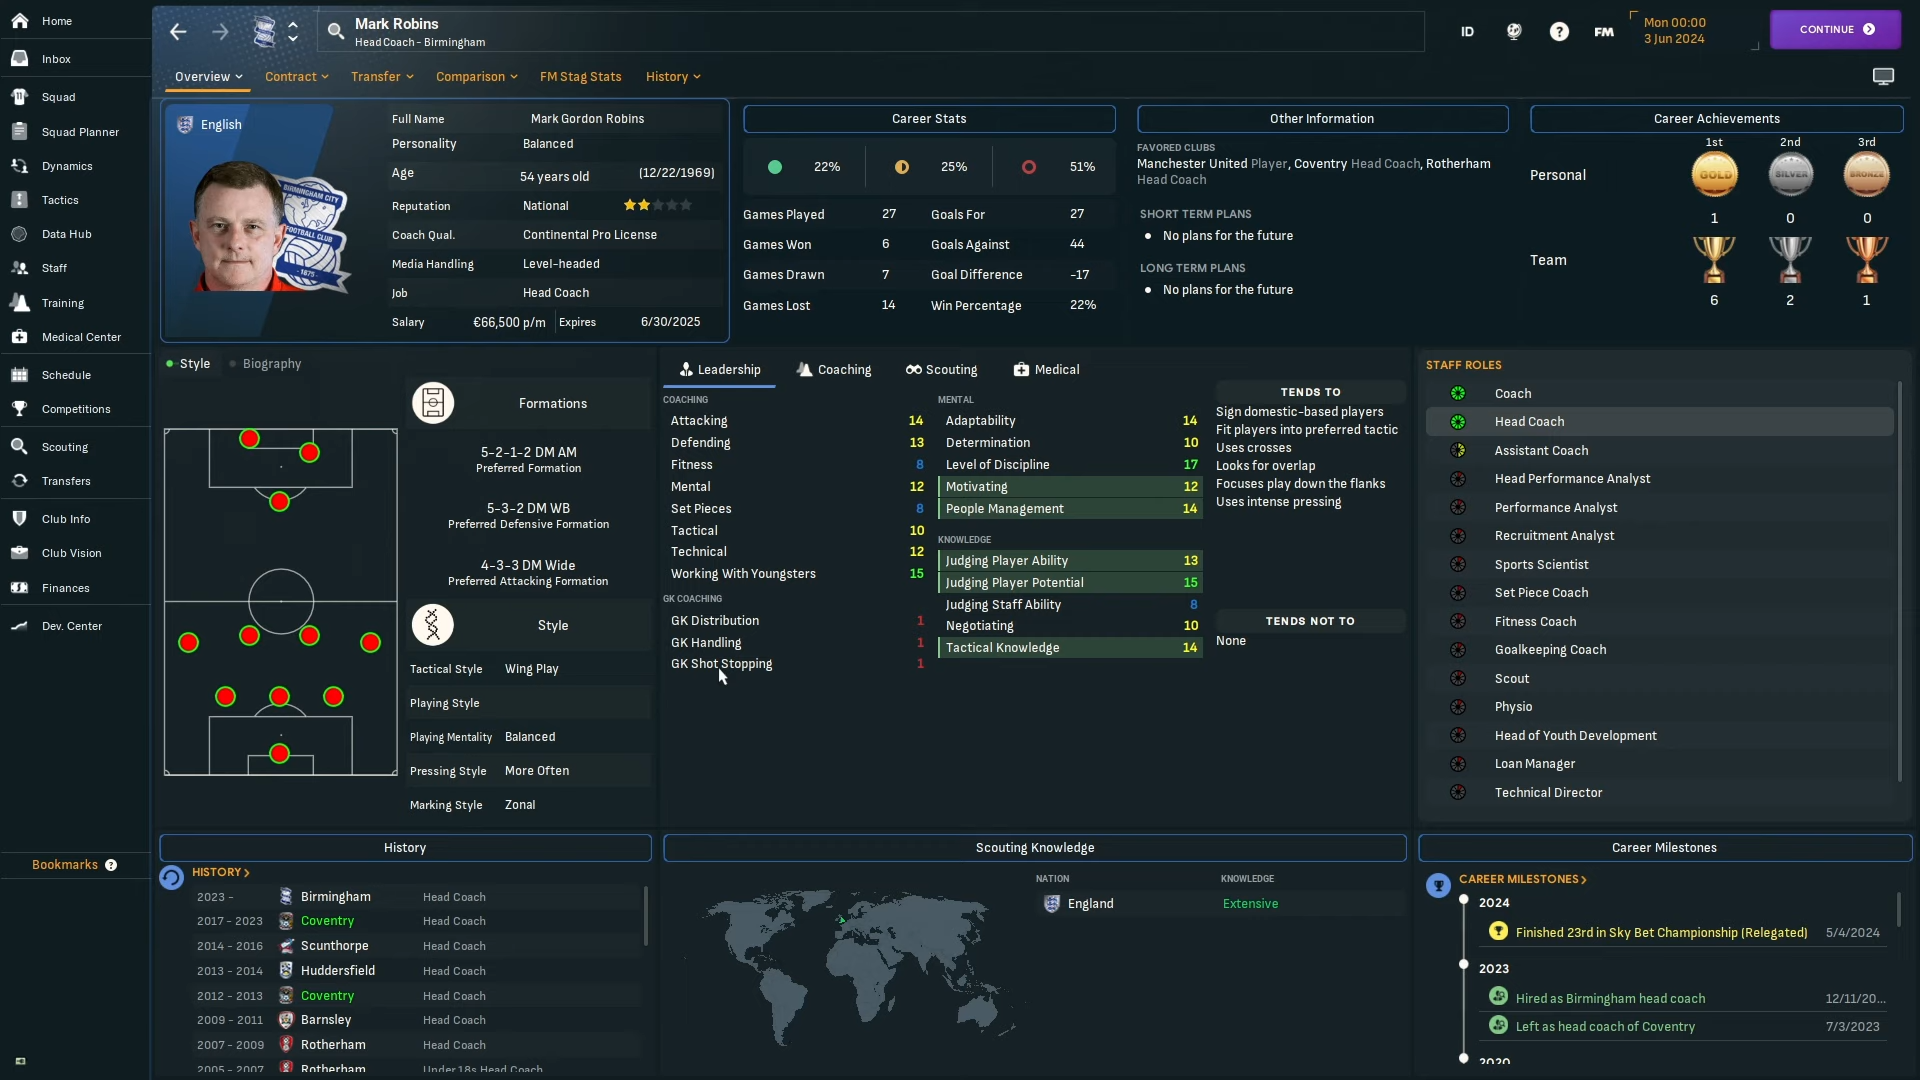 Home
Inbox
Squad
Squad Planner
Dynamics
Tactics
Data Hub
Staff
Training
Medical Center
Schedule
Competitions
Scouting
Transfers
Club Info
Club Vision
Finances
Dev. Center
Bookmarks ?
Mark Robins
Head Coach - Birmingham
ID
?
FM
Mon 00:00
3 Jun 2024
CONTINUE
Overview
Contract
Transfer
Comparison
FM Stag Stats
History
English
BIRMINGHAM CITY
FOOTBALL CLUB
- 1875 -
Full Name Mark Gordon Robins
Personality Balanced
Age 54 years old (12/22/1969)
Reputation National
Coach Qual. Continental Pro License
Media Handling Level-headed
Job Head Coach
Salary €66,500 p/m Expires 6/30/2025
Career Stats
22% 25% 51%
Games Played 27 Goals For 27
Games Won 6 Goals Against 44
Games Drawn 7 Goal Difference -17
Games Lost 14 Win Percentage 22%
Other Information
FAVORED CLUBS
Manchester United Player, Coventry Head Coach, Rotherham
Head Coach
SHORT TERM PLANS
No plans for the future
LONG TERM PLANS
No plans for the future
Career Achievements
1st 2nd 3rd
Personal GOLD SILVER BRONZE
1 0 0
Team
6 2 1
Style
Biography
Formations
5-2-1-2 DM AM
Preferred Formation
5-3-2 DM WB
Preferred Defensive Formation
4-3-3 DM Wide
Preferred Attacking Formation
Style
Tactical Style Wing Play
Playing Style
Playing Mentality Balanced
Pressing Style More Often
Marking Style Zonal
Leadership
Coaching
Scouting
Medical
COACHING
Attacking 14
Defending 13
Fitness 8
Mental 12
Set Pieces 8
Tactical 10
Technical 12
Working With Youngsters 15
GK COACHING
GK Distribution 1
GK Handling 1
GK Shot Stopping 1
MENTAL
Adaptability 14
Determination 10
Level of Discipline 17
Motivating 12
People Management 14
KNOWLEDGE
Judging Player Ability 13
Judging Player Potential 15
Judging Staff Ability 8
Negotiating 10
Tactical Knowledge 14
TENDS TO
Sign domestic-based players
Fit players into preferred tactic
Uses crosses
Looks for overlap
Focuses play down the flanks
Uses intense pressing
TENDS NOT TO
None
STAFF ROLES
Coach
Head Coach
Assistant Coach
Head Performance Analyst
Performance Analyst
Recruitment Analyst
Sports Scientist
Set Piece Coach
Fitness Coach
Goalkeeping Coach
Scout
Physio
Head of Youth Development
Loan Manager
Technical Director
History
HISTORY >
2023 - Birmingham Head Coach
2017 - 2023 Coventry Head Coach
2014 - 2016 Scunthorpe Head Coach
2013 - 2014 Huddersfield Head Coach
2012 - 2013 Coventry Head Coach
2009 - 2011 Barnsley Head Coach
2007 - 2009 Rotherham Head Coach
2005 - 2007 Rotherham Under 18s Head Coach
Scouting Knowledge
NATION KNOWLEDGE
England Extensive
Career Milestones
CAREER MILESTONES >
2024
Finished 23rd in Sky Bet Championship (Relegated) 5/4/2024
2023
Hired as Birmingham head coach 12/11/20...
Left as head coach of Coventry 7/3/2023
2020